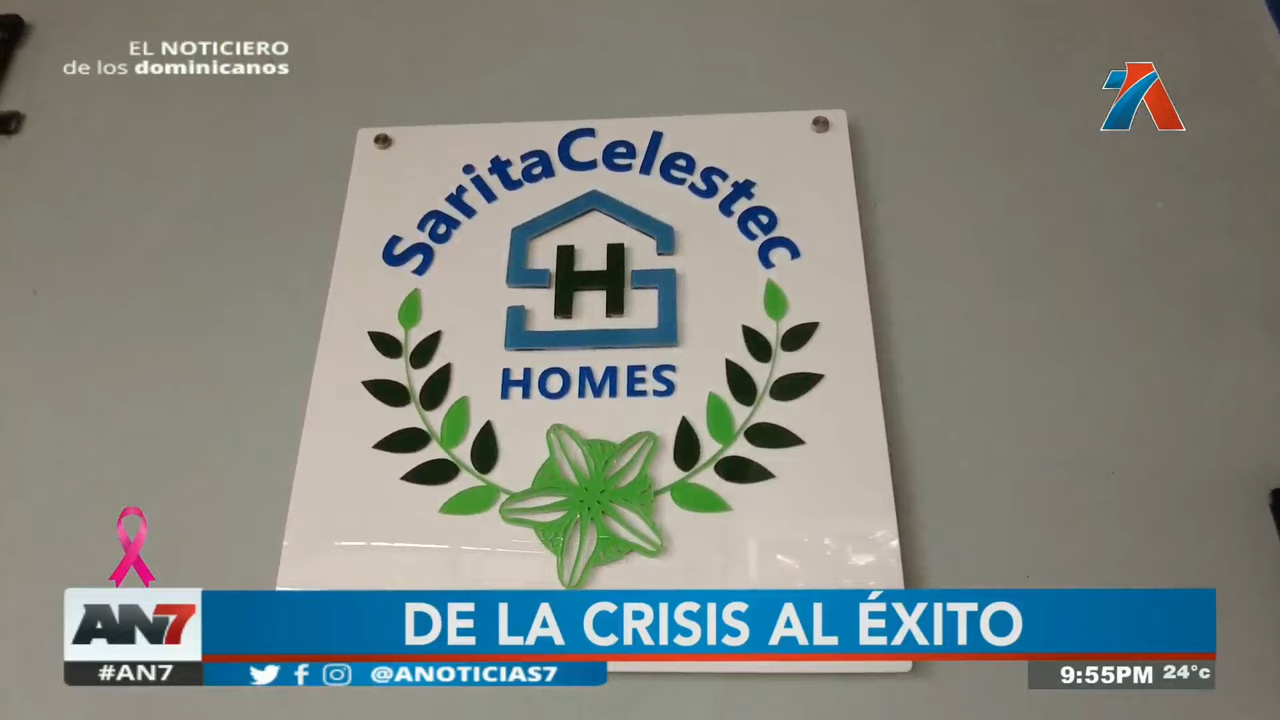 EL NOTICIERO
de los dominicanos
SaritaCelestec
H
HOMES
AN7
DE LA CRISIS AL ÉXITO
#AN7
@ANOTICIAS7
9:55PM 24°c